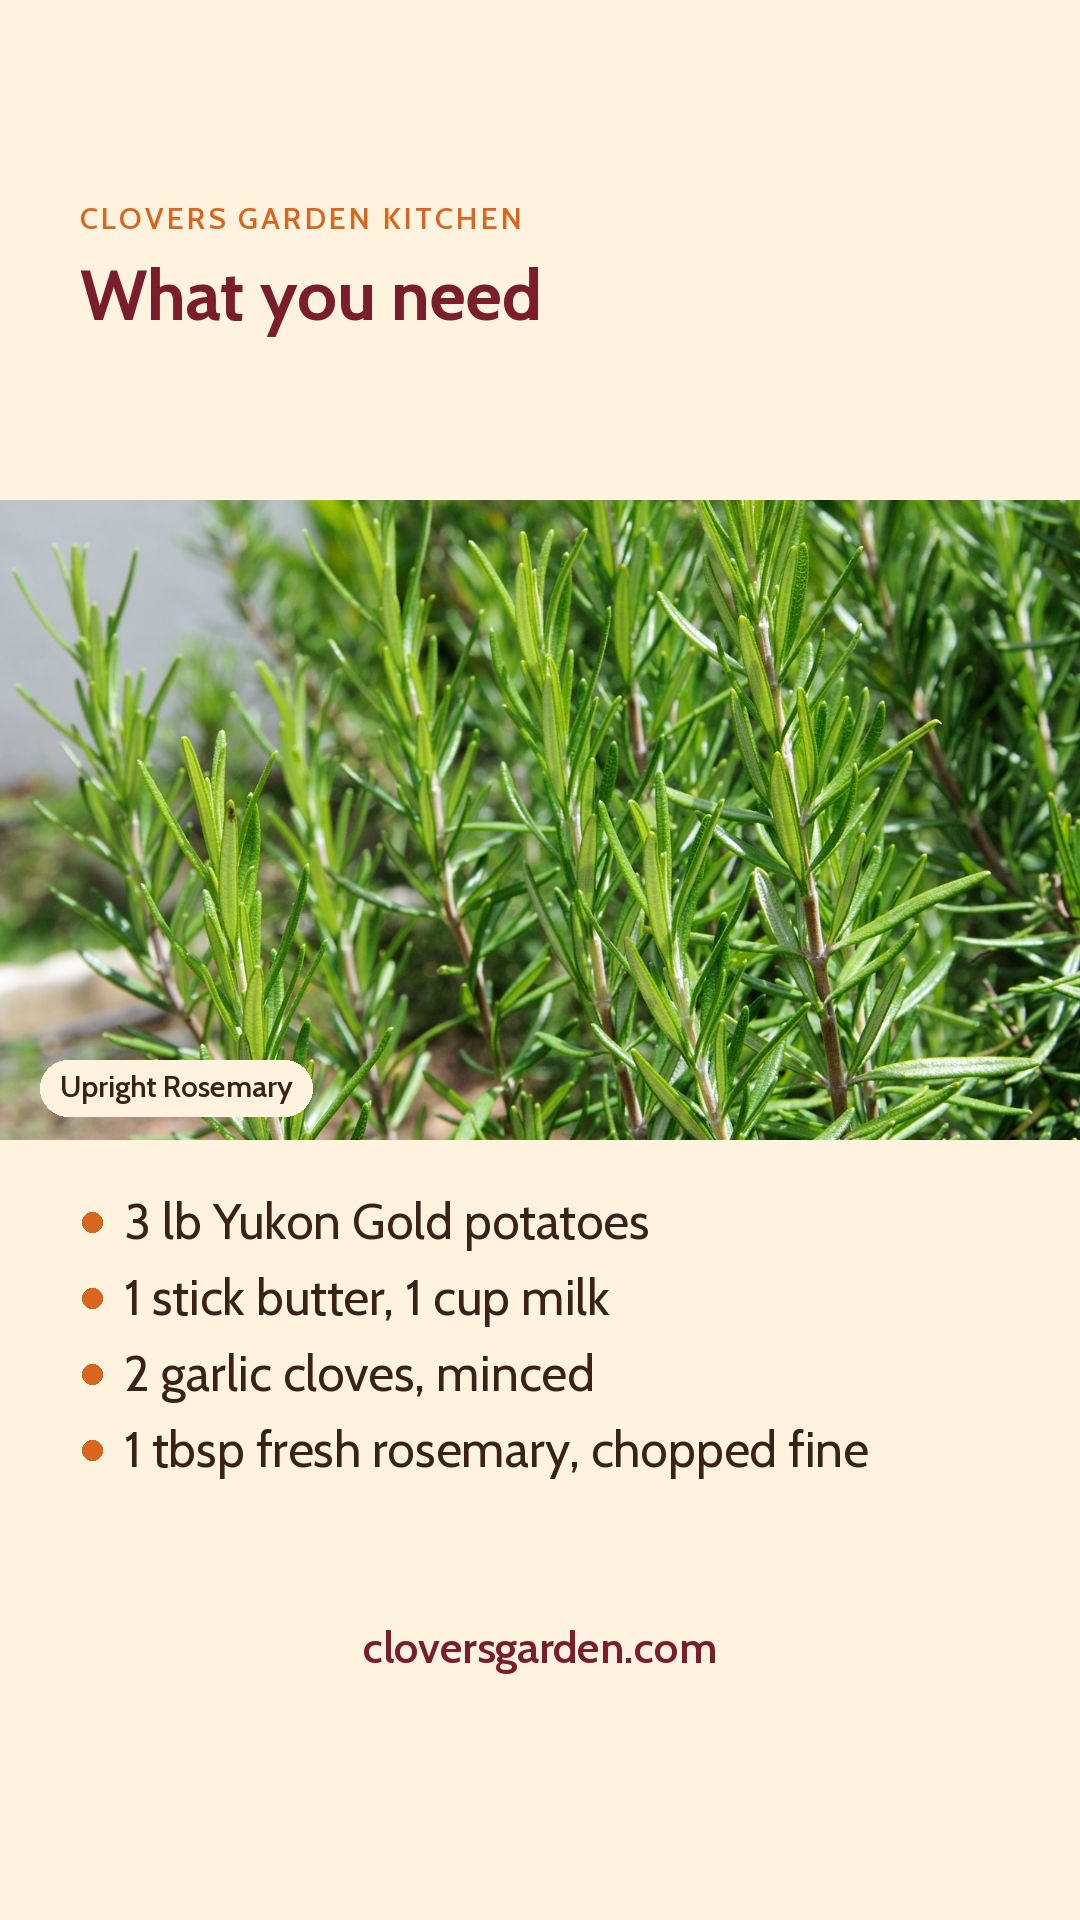 CLOVERS GARDEN KITCHEN
What you need
Upright Rosemary
3 lb Yukon Gold potatoes
1 stick butter, 1 cup milk
2 garlic cloves, minced
1 tbsp fresh rosemary, chopped fine
cloversgarden.com